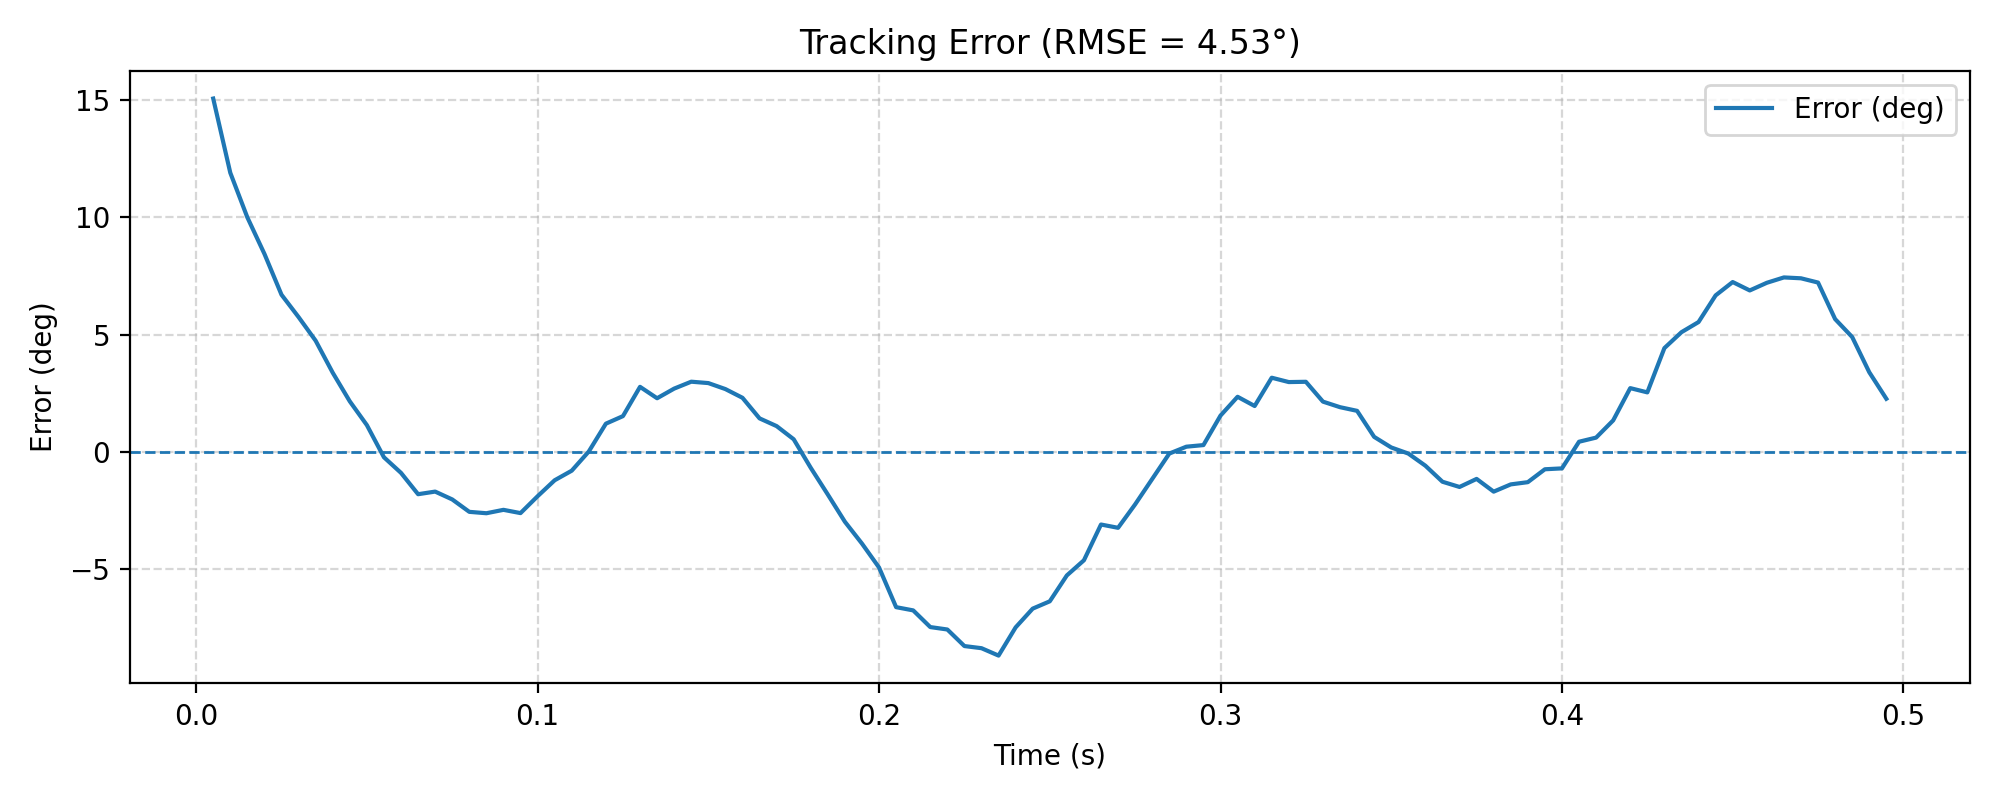 Tracking Error (RMSE = 4.53°)
Error (deg)
15
10
5
0
−5
Error (deg)
0.0 0.1 0.2 0.3 0.4 0.5
Time (s)